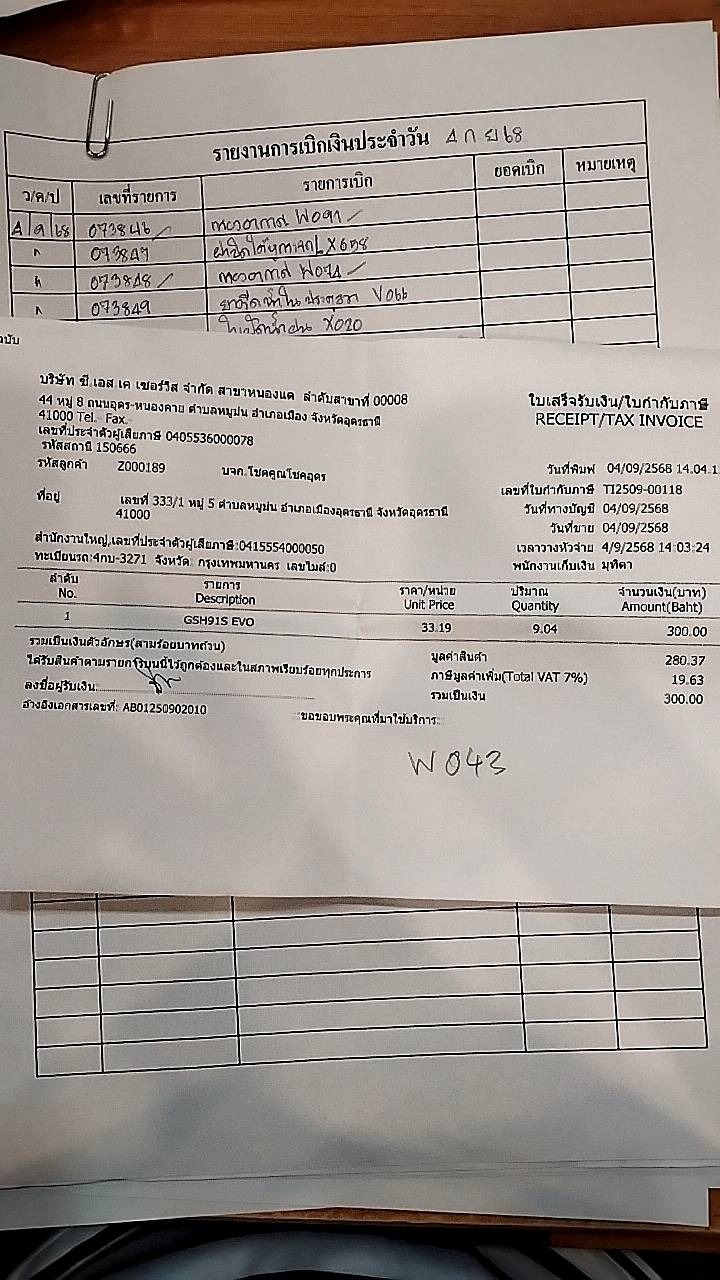 รายงานการเบิกเงินประจำวัน 4 ก ย 68
ว/ด/ป เลขที่รายการ รายการเบิก ยอดเบิก หมายเหตุ
4 9 68 073846 W091
" 073847 X658
" 073848 W071
" 073849 V066
X020
บริษัท ซี.เอส เค เซอร์วิส จำกัด สาขาหนองแด ลำดับสาขาที่ 00008
44 หมู่ 8 ถนนอุดร-หนองคาย ตำบลหมูม่น อำเภอเมือง จังหวัดอุดรธานี
41000 Tel. Fax.
เลขที่ประจำตัวผู้เสียภาษี 0405536000078
รหัสสถานี 150666
ใบเสร็จรับเงิน/ใบกำกับภาษี
RECEIPT/TAX INVOICE
รหัสลูกค้า Z000189 บจก.โชคคูณโชคอุดร
ที่อยู่ เลขที่ 333/1 หมู่ 5 ตำบลหมูม่น อำเภอเมืองอุดรธานี จังหวัดอุดรธานี
41000
สำนักงานใหญ่,เลขที่ประจำตัวผู้เสียภาษี:0415554000050
ทะเบียนรถ:4กบ-3271 จังหวัด: กรุงเทพมหานคร เลขไมล์:0
วันที่พิมพ์ 04/09/2568 14.04.1
เลขที่ใบกำกับภาษี TI2509-00118
วันที่ทางบัญชี 04/09/2568
วันที่ขาย 04/09/2568
เวลาวางหัวจ่าย 4/9/2568 14:03:24
พนักงานเก็บเงิน มุทิตา
ลำดับ รายการ ราคา/หน่วย ปริมาณ จำนวนเงิน(บาท)
No. Description Unit Price Quantity Amount(Baht)
1 GSH91S EVO 33.19 9.04 300.00
รวมเป็นเงินตัวอักษร(สามร้อยบาทถ้วน)
มูลค่าสินค้า 280.37
ได้รับสินค้าตามรายการบนนี้ไว้ถูกต้องและในสภาพเรียบร้อยทุกประการ
ภาษีมูลค่าเพิ่ม(Total VAT 7%) 19.63
ลงชื่อผู้รับเงิน:
รวมเป็นเงิน 300.00
อ้างอิงเอกสารเลขที่: AB01250902010
::ขอขอบพระคุณที่มาใช้บริการ::
W043